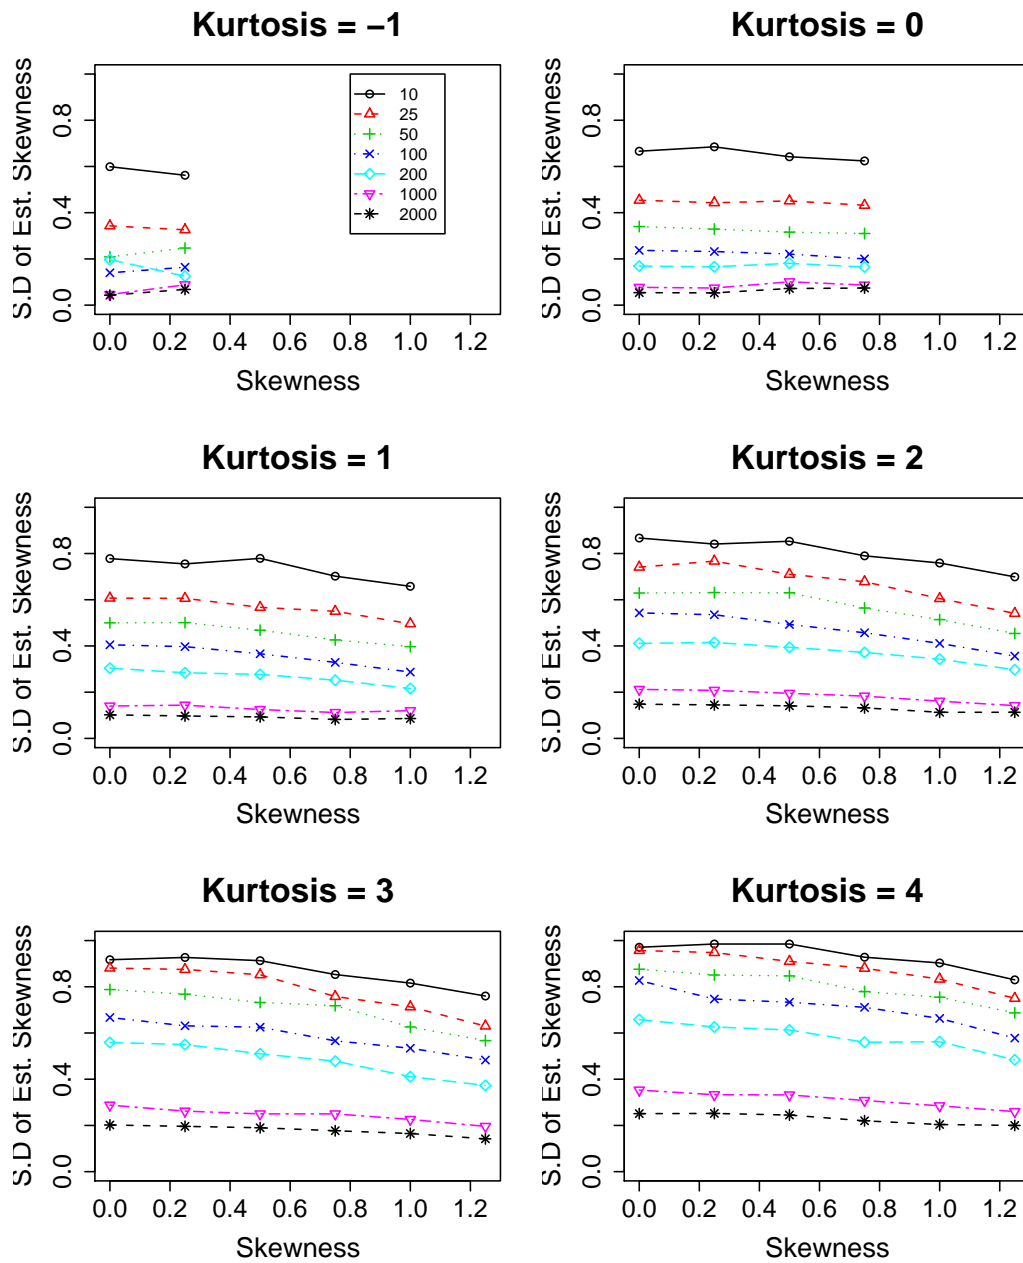 Kurtosis = −1
S.D of Est. Skewness
0.0 0.4 0.8
10
25
50
100
200
1000
2000
0.0 0.2 0.4 0.6 0.8 1.0 1.2
Skewness
Kurtosis = 0
S.D of Est. Skewness
0.0 0.4 0.8
0.0 0.2 0.4 0.6 0.8 1.0 1.2
Skewness
Kurtosis = 1
S.D of Est. Skewness
0.0 0.4 0.8
0.0 0.2 0.4 0.6 0.8 1.0 1.2
Skewness
Kurtosis = 2
S.D of Est. Skewness
0.0 0.4 0.8
0.0 0.2 0.4 0.6 0.8 1.0 1.2
Skewness
Kurtosis = 3
S.D of Est. Skewness
0.0 0.4 0.8
0.0 0.2 0.4 0.6 0.8 1.0 1.2
Skewness
Kurtosis = 4
S.D of Est. Skewness
0.0 0.4 0.8
0.0 0.2 0.4 0.6 0.8 1.0 1.2
Skewness